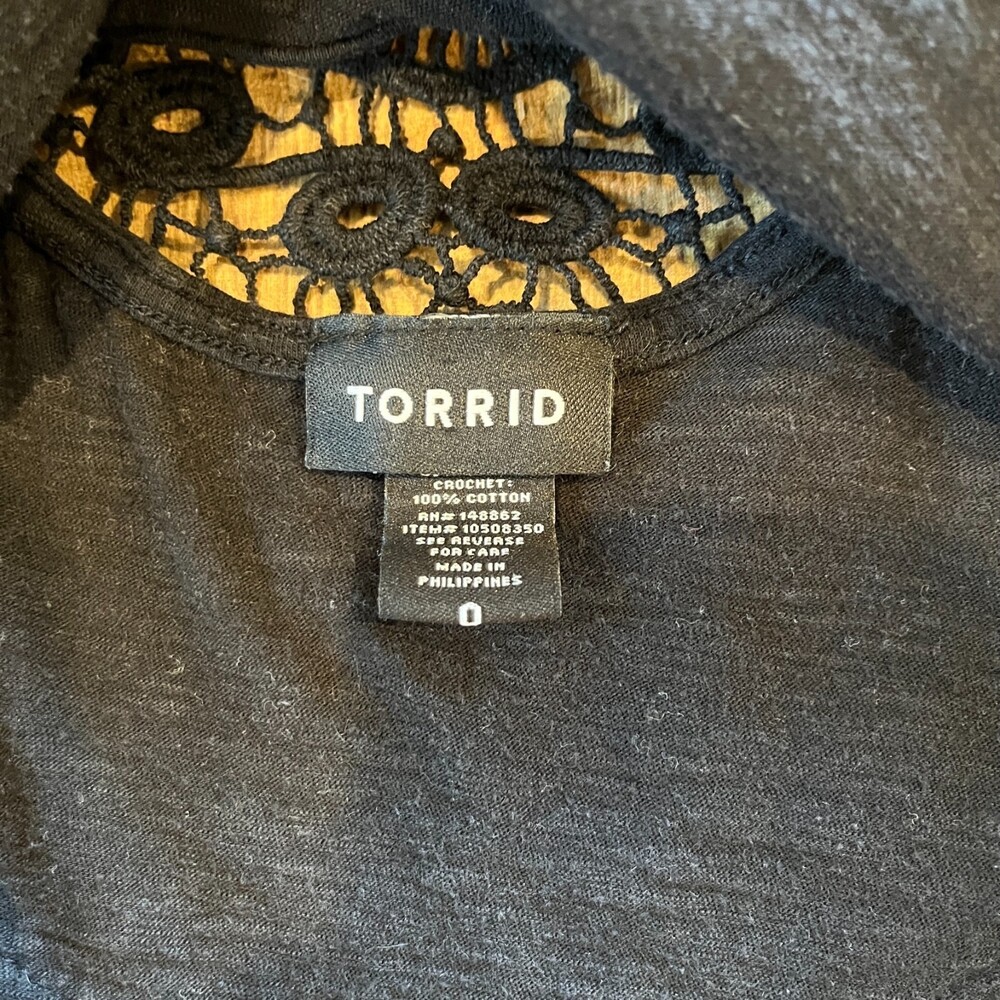 TORRID
CROCHET:
100% COTTON
RN# 148862
ITEM# 10508350
SEE REVERSE
FOR CARE
MADE IN
PHILIPPINES
0